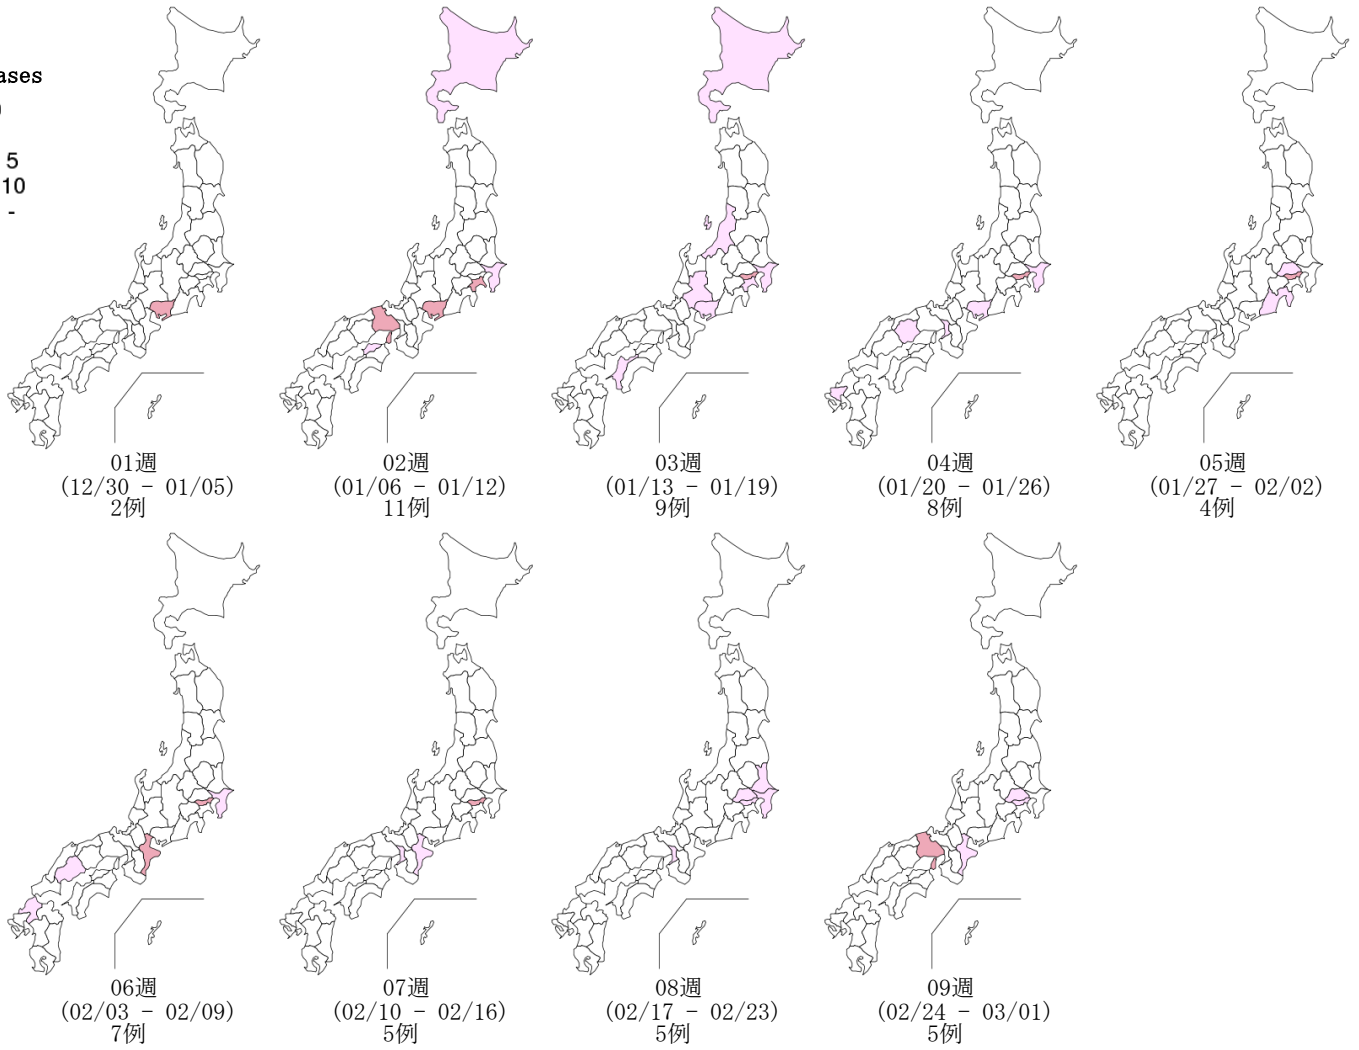 ases
5
10
-
01週
(12/30 - 01/05)
2例
02週
(01/06 - 01/12)
11例
03週
(01/13 - 01/19)
9例
04週
(01/20 - 01/26)
8例
05週
(01/27 - 02/02)
4例
06週
(02/03 - 02/09)
7例
07週
(02/10 - 02/16)
5例
08週
(02/17 - 02/23)
5例
09週
(02/24 - 03/01)
5例